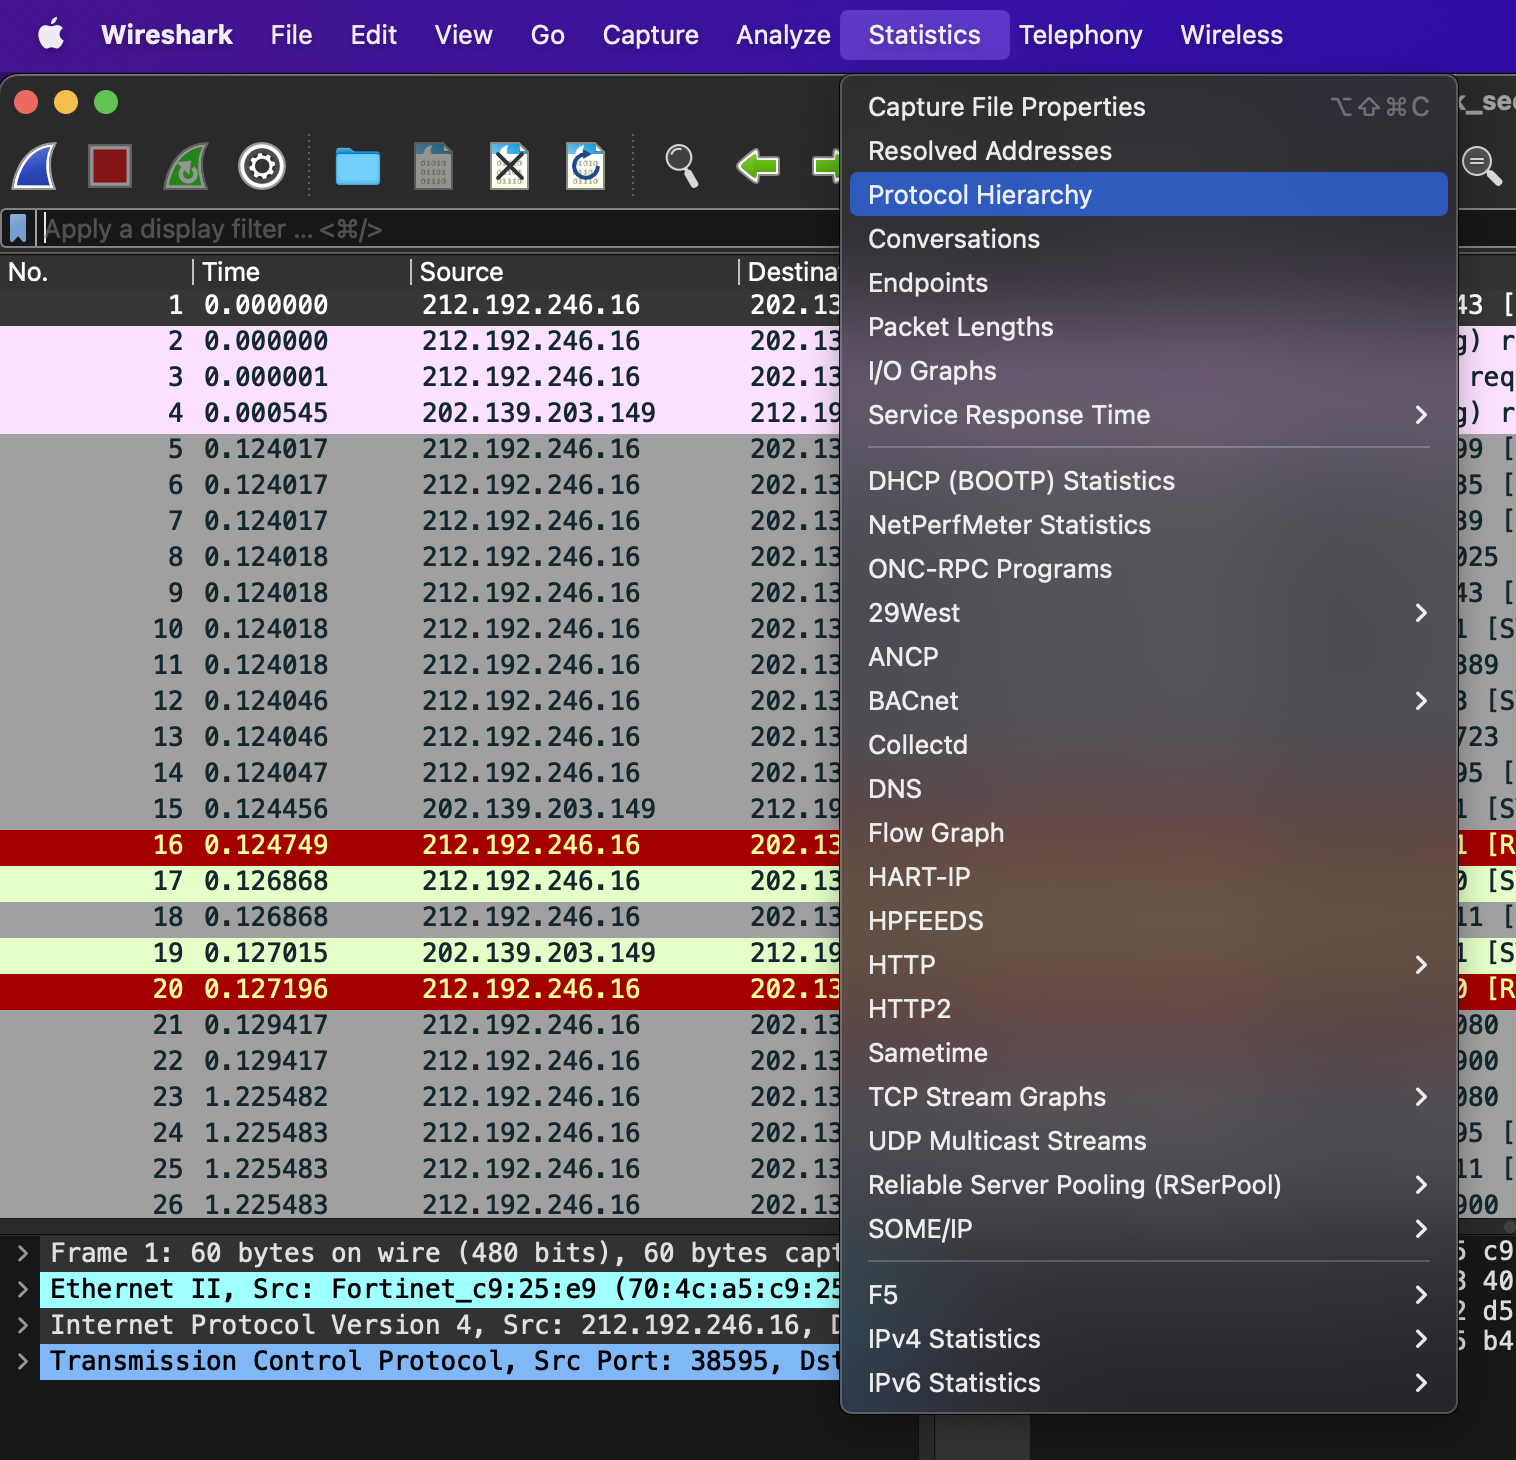 Wireshark File Edit View Go Capture Analyze Statistics Telephony Wireless
Capture File Properties ⌥⇧⌘C
Resolved Addresses
Protocol Hierarchy
Conversations
Endpoints
Packet Lengths
I/O Graphs
Service Response Time
DHCP (BOOTP) Statistics
NetPerfMeter Statistics
ONC-RPC Programs
29West
ANCP
BACnet
Collectd
DNS
Flow Graph
HART-IP
HPFEEDS
HTTP
HTTP2
Sametime
TCP Stream Graphs
UDP Multicast Streams
Reliable Server Pooling (RSerPool)
SOME/IP
F5
IPv4 Statistics
IPv6 Statistics
Apply a display filter ... <⌘/>
No. Time Source Destina
1 0.000000 212.192.246.16 202.13 43 [
2 0.000000 212.192.246.16 202.13 g) r
3 0.000001 212.192.246.16 202.13 req
4 0.000545 202.139.203.149 212.19 g) r
5 0.124017 212.192.246.16 202.13 99 [
6 0.124017 212.192.246.16 202.13 35 [
7 0.124017 212.192.246.16 202.13 39 [
8 0.124018 212.192.246.16 202.13 025
9 0.124018 212.192.246.16 202.13 43 [
10 0.124018 212.192.246.16 202.13 1 [S
11 0.124018 212.192.246.16 202.13 389
12 0.124046 212.192.246.16 202.13 3 [S
13 0.124046 212.192.246.16 202.13 723
14 0.124047 212.192.246.16 202.13 95 [
15 0.124456 202.139.203.149 212.19 1 [S
16 0.124749 212.192.246.16 202.13 1 [R
17 0.126868 212.192.246.16 202.13 0 [S
18 0.126868 212.192.246.16 202.13 11 [
19 0.127015 202.139.203.149 212.19 1 [S
20 0.127196 212.192.246.16 202.13 0 [R
21 0.129417 212.192.246.16 202.13 080
22 0.129417 212.192.246.16 202.13 900
23 1.225482 212.192.246.16 202.13 080
24 1.225483 212.192.246.16 202.13 95 [
25 1.225483 212.192.246.16 202.13 11 [
26 1.225483 212.192.246.16 202.13 900
Frame 1: 60 bytes on wire (480 bits), 60 bytes capt
Ethernet II, Src: Fortinet_c9:25:e9 (70:4c:a5:c9:25
Internet Protocol Version 4, Src: 212.192.246.16, D
Transmission Control Protocol, Src Port: 38595, Dst
c9
40
d5
b4